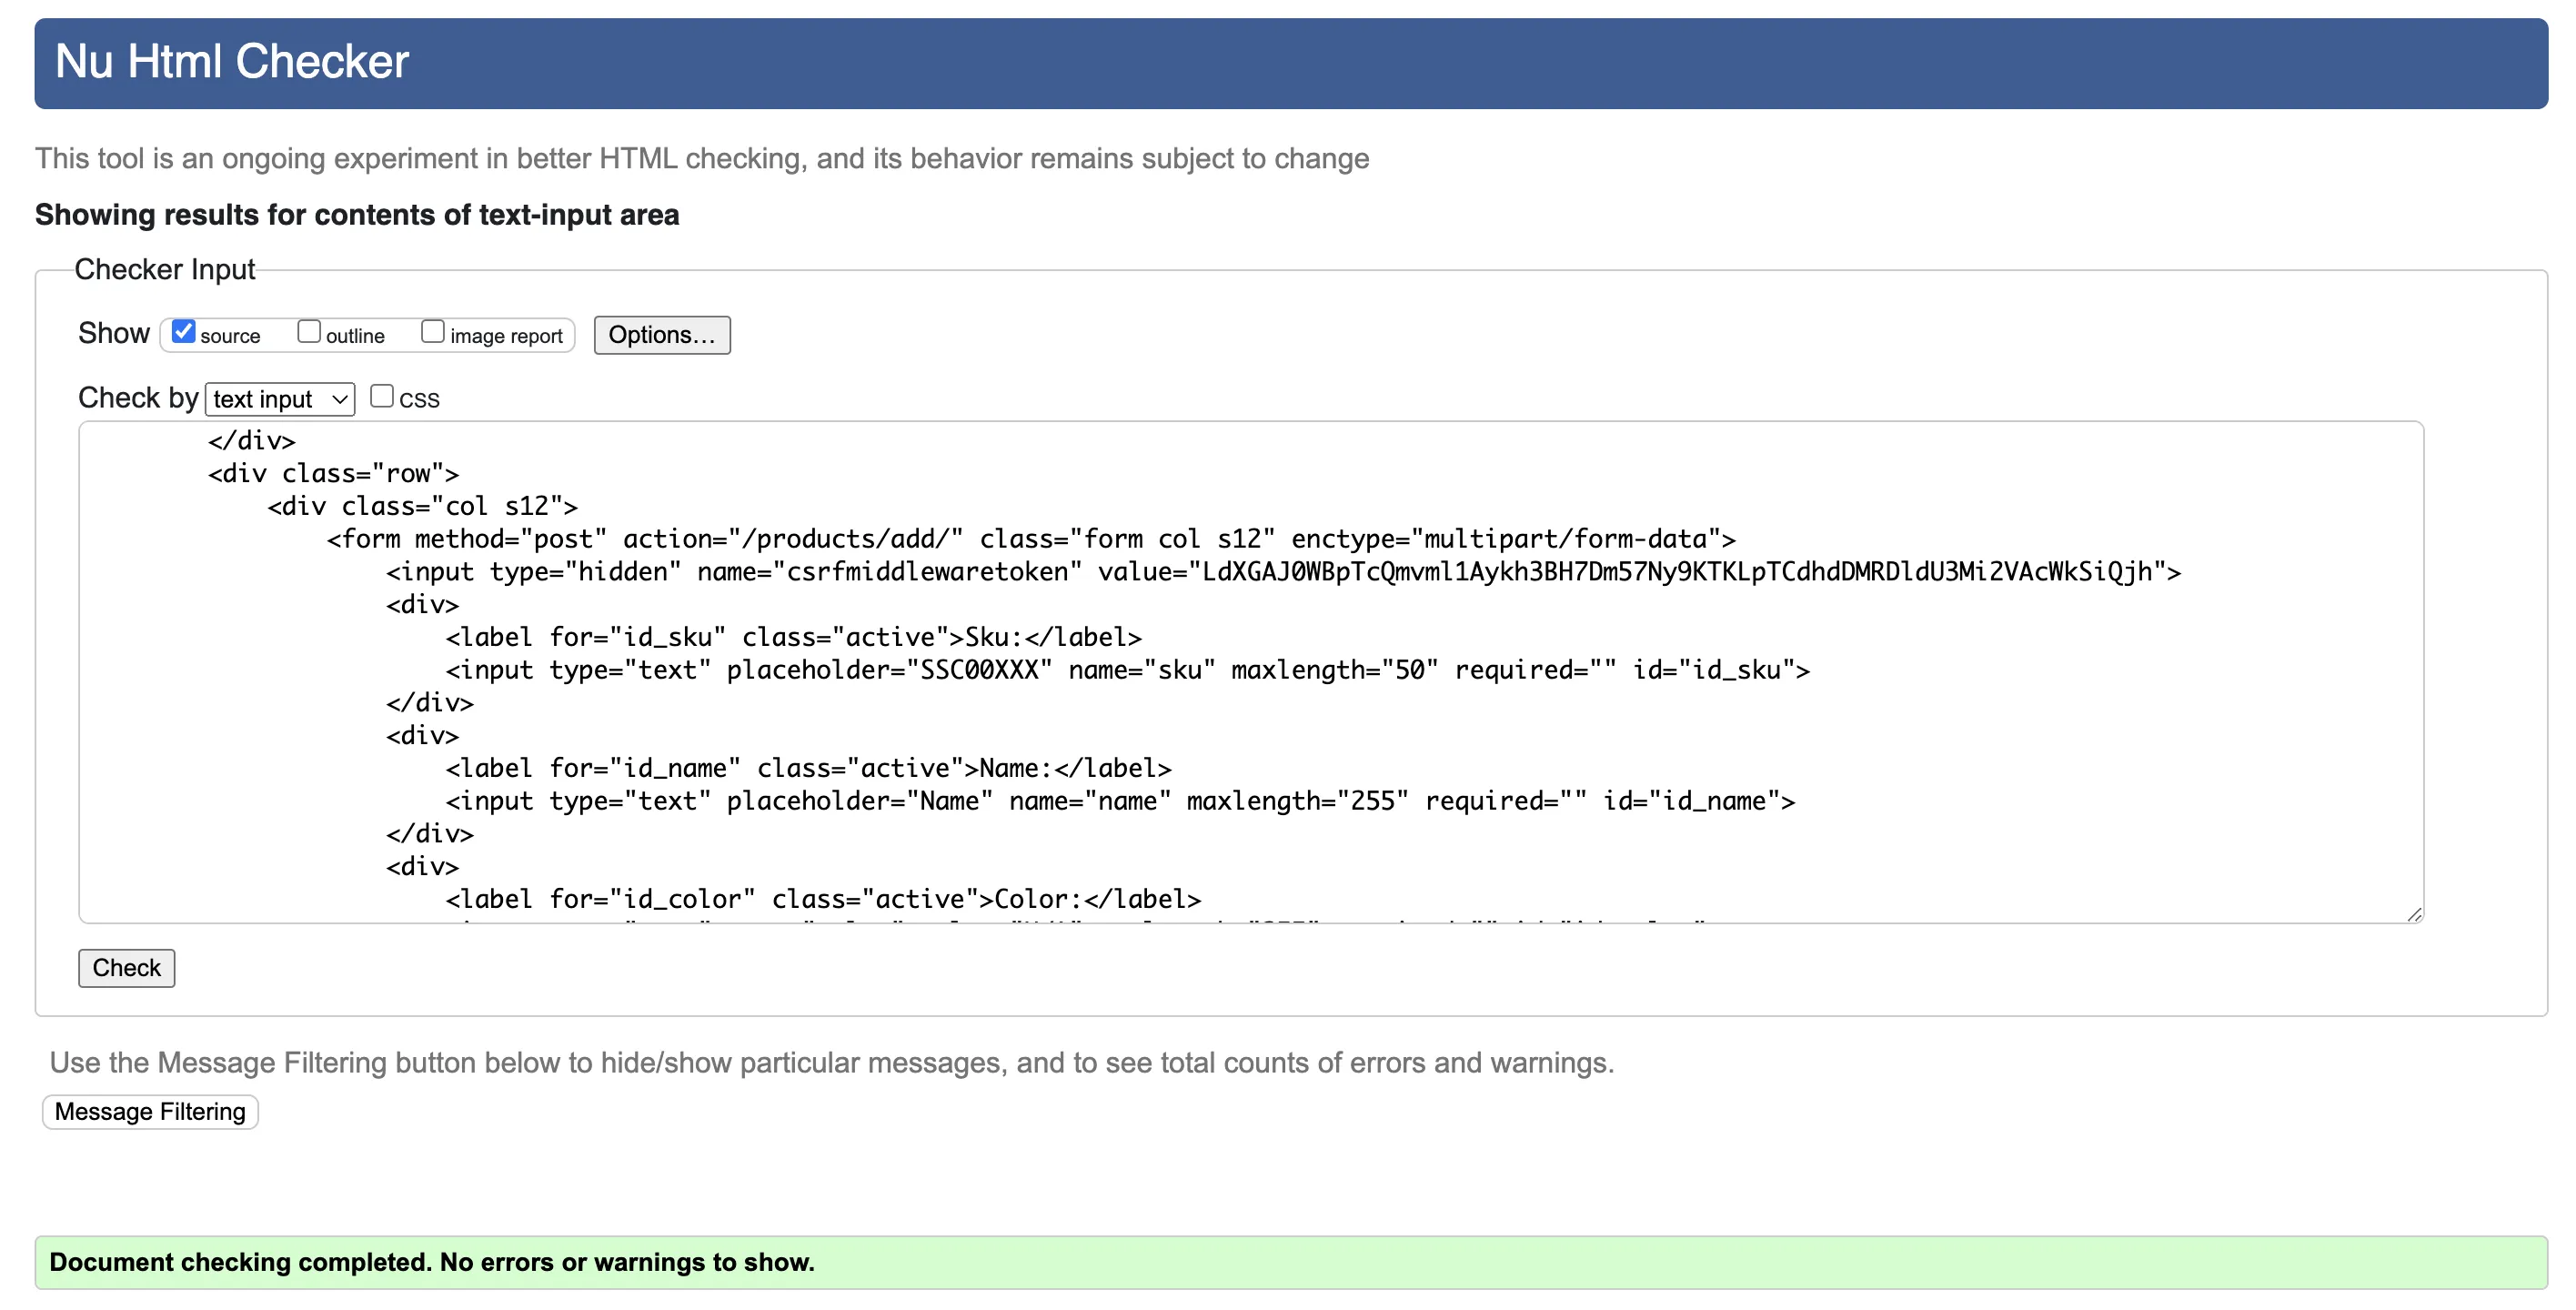 Nu Html Checker
This tool is an ongoing experiment in better HTML checking, and its behavior remains subject to change
Showing results for contents of text-input area
Checker Input
Show source outline image report Options...
Check by text input CSS
</div>
<div class="row">
<div class="col s12">
<form method="post" action="/products/add/" class="form col s12" enctype="multipart/form-data">
<input type="hidden" name="csrfmiddlewaretoken" value="LdXGAJ0WBpTcQmvml1Aykh3BH7Dm57Ny9KTKLpTCdhdDMRDldU3Mi2VAcWkSiQjh">
<div>
<label for="id_sku" class="active">Sku:</label>
<input type="text" placeholder="SSC00XXX" name="sku" maxlength="50" required="" id="id_sku">
</div>
<div>
<label for="id_name" class="active">Name:</label>
<input type="text" placeholder="Name" name="name" maxlength="255" required="" id="id_name">
</div>
<div>
<label for="id_color" class="active">Color:</label>
Check
Use the Message Filtering button below to hide/show particular messages, and to see total counts of errors and warnings.
Message Filtering
Document checking completed. No errors or warnings to show.